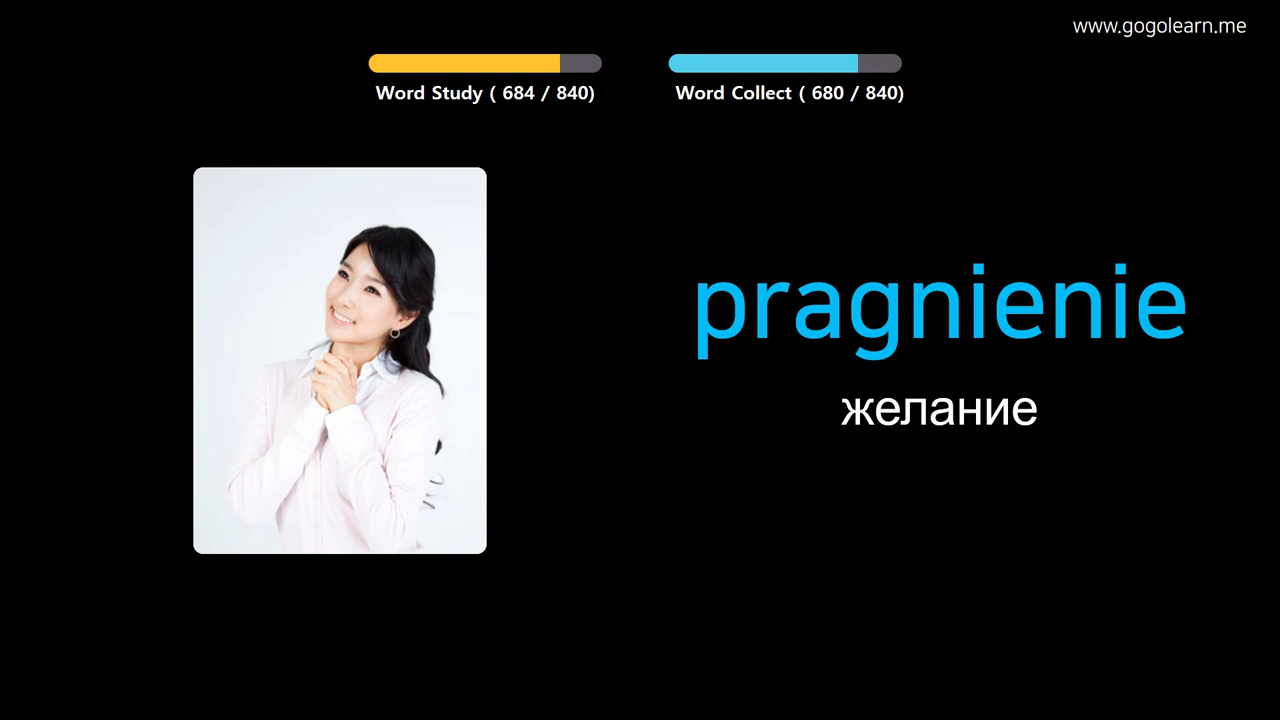 www.gogolearn.me
Word Study ( 684 / 840)
Word Collect ( 680 / 840)
pragnienie
желание